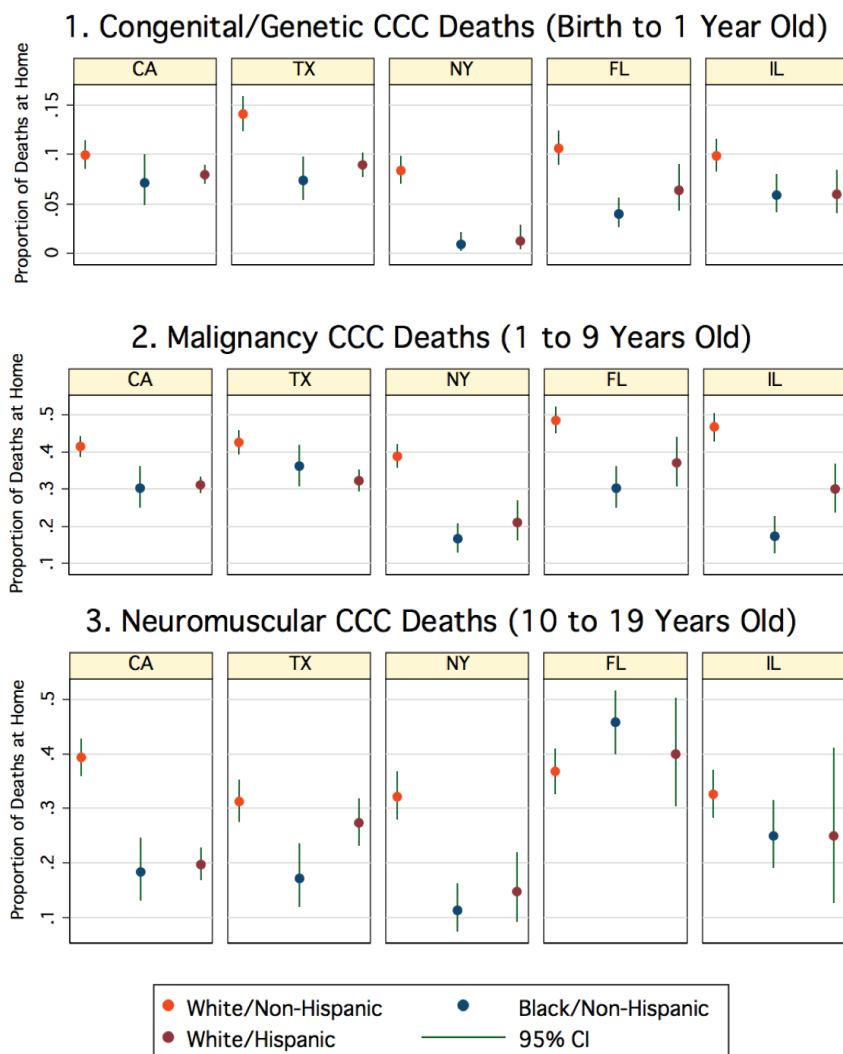 1. Congenital/Genetic CCC Deaths (Birth to 1 Year Old)
CA TX NY FL IL
Proportion of Deaths at Home
.15
.1
.05
0
2. Malignancy CCC Deaths (1 to 9 Years Old)
CA TX NY FL IL
Proportion of Deaths at Home
.5
.4
.3
.2
.1
3. Neuromuscular CCC Deaths (10 to 19 Years Old)
CA TX NY FL IL
Proportion of Deaths at Home
.5
.4
.3
.2
.1
White/Non-Hispanic Black/Non-Hispanic
White/Hispanic 95% CI